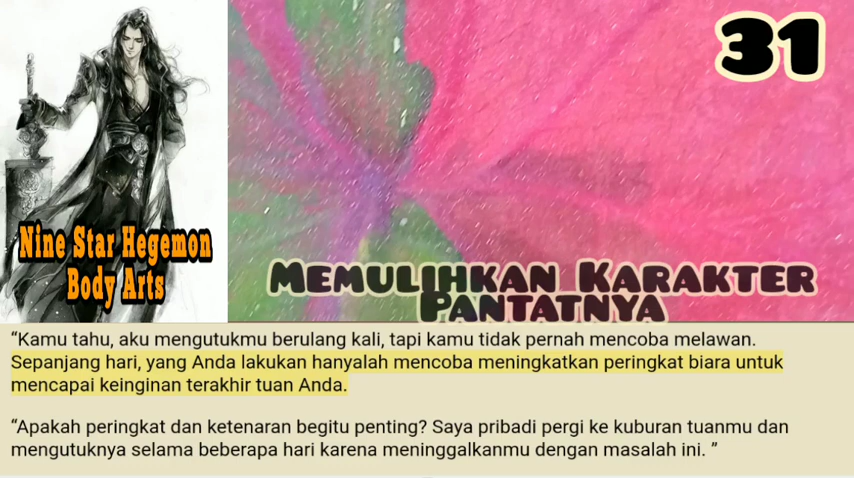 31
Nine Star Hegemon
Body Arts
Memulihkan Karakter
Pantatnya
“Kamu tahu, aku mengutukmu berulang kali, tapi kamu tidak pernah mencoba melawan.
Sepanjang hari, yang Anda lakukan hanyalah mencoba meningkatkan peringkat biara untuk
mencapai keinginan terakhir tuan Anda.
“Apakah peringkat dan ketenaran begitu penting? Saya pribadi pergi ke kuburan tuanmu dan
mengutuknya selama beberapa hari karena meninggalkanmu dengan masalah ini. ”